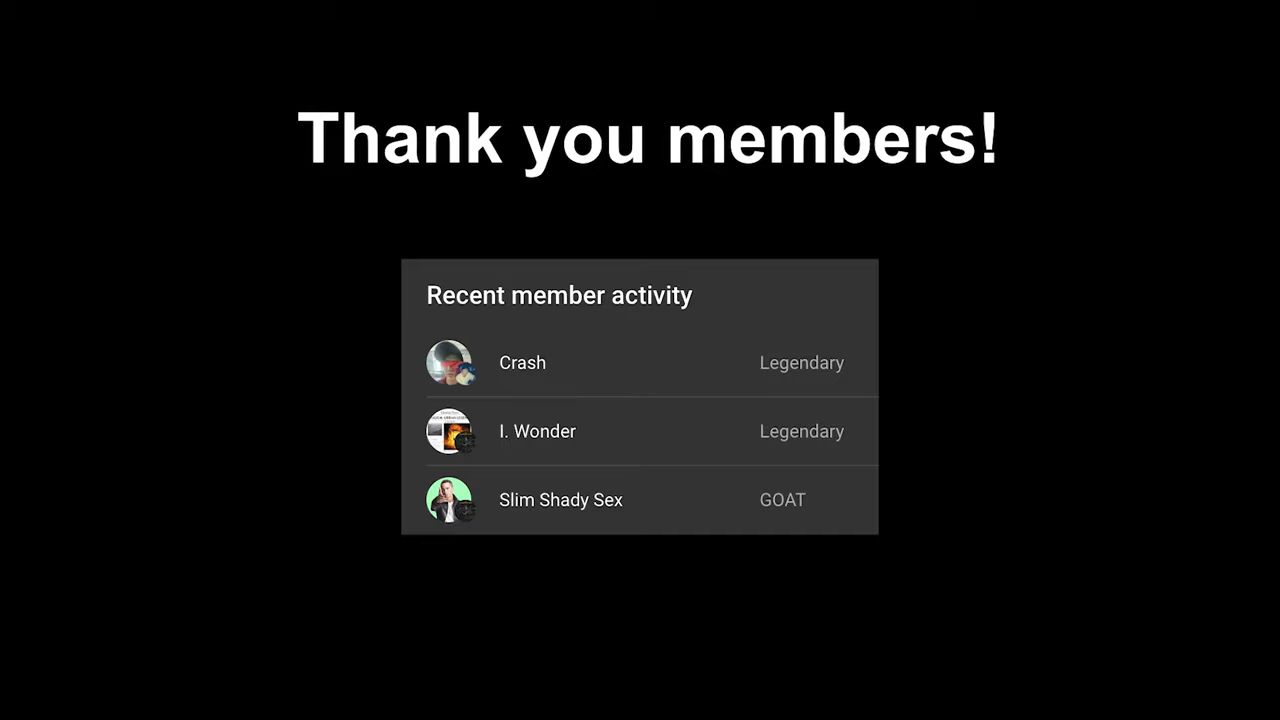 Thank you members!
Recent member activity
Crash Legendary
I. Wonder Legendary
Slim Shady Sex GOAT